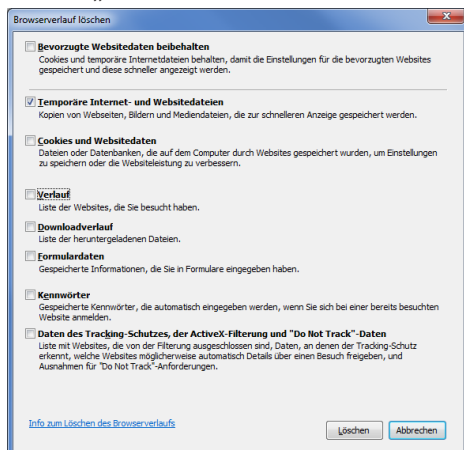 Browserverlauf löschen
Bevorzugte Websitedaten beibehalten
Cookies und temporäre Internetdateien behalten, damit die Einstellungen für die bevorzugten Websites
gespeichert und diese schneller angezeigt werden.
Temporäre Internet- und Websitedateien
Kopien von Webseiten, Bildern und Mediendateien, die zur schnelleren Anzeige gespeichert werden.
Cookies und Websitedaten
Dateien oder Datenbanken, die auf dem Computer durch Websites gespeichert wurden, um Einstellungen
zu speichern oder die Websiteleistung zu verbessern.
Verlauf
Liste der Websites, die Sie besucht haben.
Downloadverlauf
Liste der heruntergeladenen Dateien.
Formulardaten
Gespeicherte Informationen, die Sie in Formulare eingegeben haben.
Kennwörter
Gespeicherte Kennwörter, die automatisch eingegeben werden, wenn Sie sich bei einer bereits besuchten
Website anmelden.
Daten des Tracking-Schutzes, der ActiveX-Filterung und "Do Not Track"-Daten
Liste mit Websites, die von der Filterung ausgeschlossen sind, Daten, an denen der Tracking-Schutz
erkennt, welche Websites möglicherweise automatisch Details über einen Besuch freigeben, und
Ausnahmen für "Do Not Track"-Anforderungen.
Info zum Löschen des Browserverlaufs
Löschen
Abbrechen